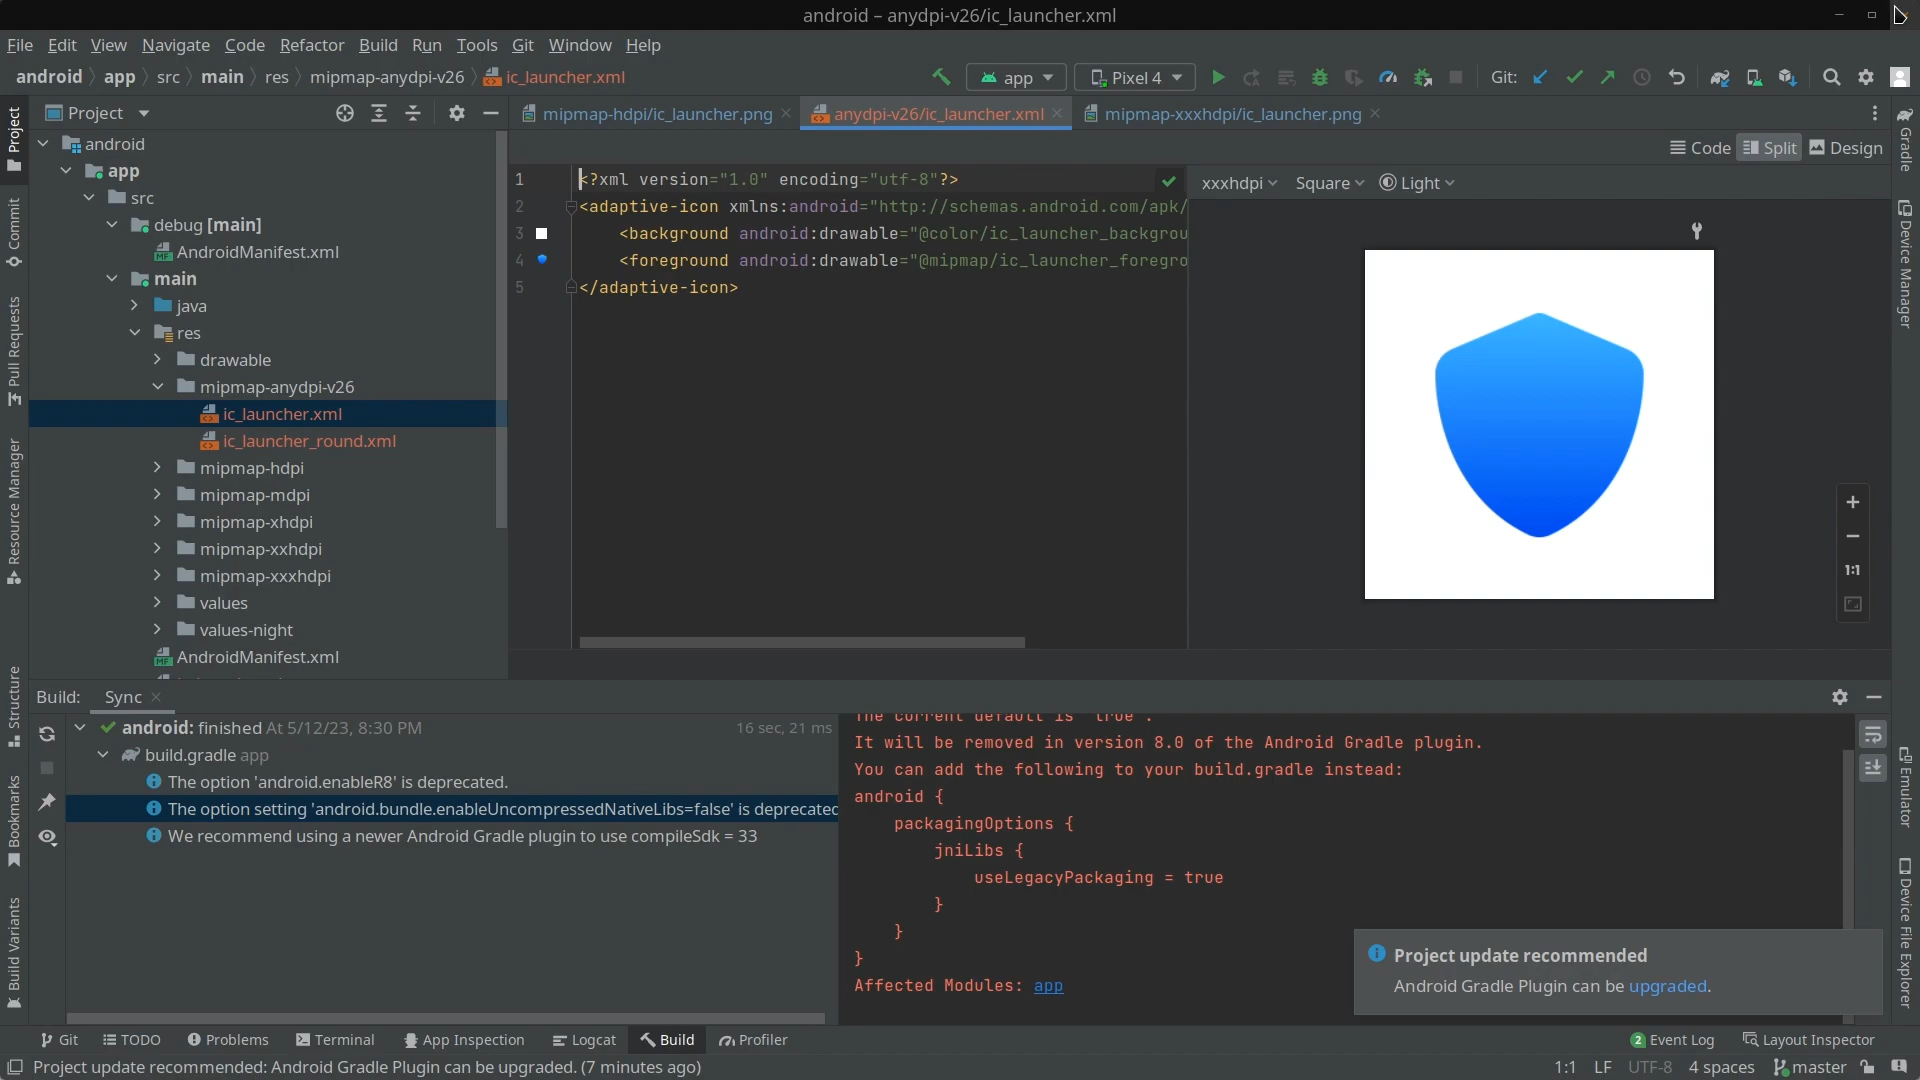 android – anydpi-v26/ic_launcher.xml
File Edit View Navigate Code Refactor Build Run Tools Git Window Help
android app src main res mipmap-anydpi-v26 ic_launcher.xml app Pixel 4 Git:
Project mipmap-hdpi/ic_launcher.png anydpi-v26/ic_launcher.xml mipmap-xxxhdpi/ic_launcher.png
Code Split Design
xxxhdpi Square Light
1 <?xml version="1.0" encoding="utf-8"?>
2 <adaptive-icon xmlns:android="http://schemas.android.com/apk/
3 <background android:drawable="@color/ic_launcher_backgrou
4 <foreground android:drawable="@mipmap/ic_launcher_foregro
5 </adaptive-icon>
android
app
src
debug [main]
AndroidManifest.xml
main
java
res
drawable
mipmap-anydpi-v26
ic_launcher.xml
ic_launcher_round.xml
mipmap-hdpi
mipmap-mdpi
mipmap-xhdpi
mipmap-xxhdpi
mipmap-xxxhdpi
values
values-night
AndroidManifest.xml
1:1
Project
Commit
Pull Requests
Resource Manager
Structure
Bookmarks
Build Variants
Gradle
Device Manager
Emulator
Device File Explorer
Build: Sync
android: finished At 5/12/23, 8:30 PM 16 sec, 21 ms
build.gradle app
The option 'android.enableR8' is deprecated.
The option setting 'android.bundle.enableUncompressedNativeLibs=false' is deprecated
We recommend using a newer Android Gradle plugin to use compileSdk = 33
The current default is 'true'.
It will be removed in version 8.0 of the Android Gradle plugin.
You can add the following to your build.gradle instead:
android {
packagingOptions {
jniLibs {
useLegacyPackaging = true
}
}
}
Affected Modules: app
Project update recommended
Android Gradle Plugin can be upgraded.
Git TODO Problems Terminal App Inspection Logcat Build Profiler 2 Event Log Layout Inspector
Project update recommended: Android Gradle Plugin can be upgraded. (7 minutes ago) 1:1 LF UTF-8 4 spaces master